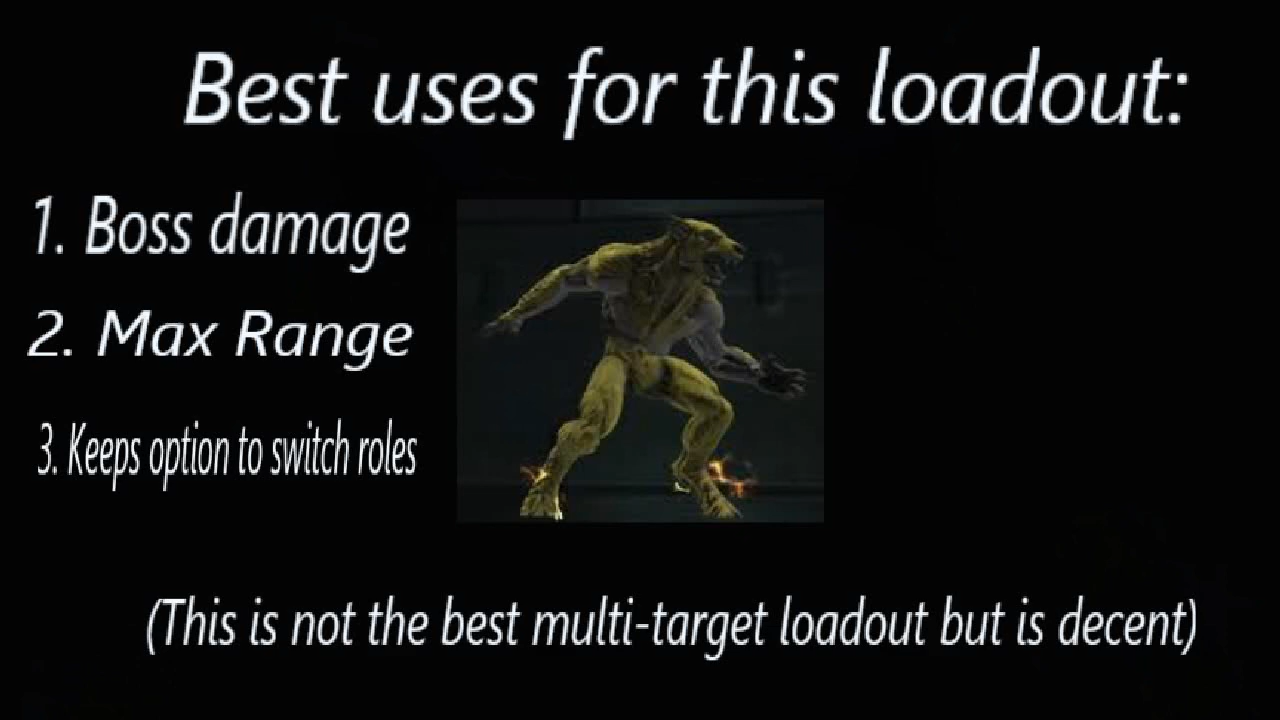 Best uses for this loadout:
1. Boss damage
2. Max Range
3. Keeps option to switch roles
(This is not the best multi-target loadout but is decent)